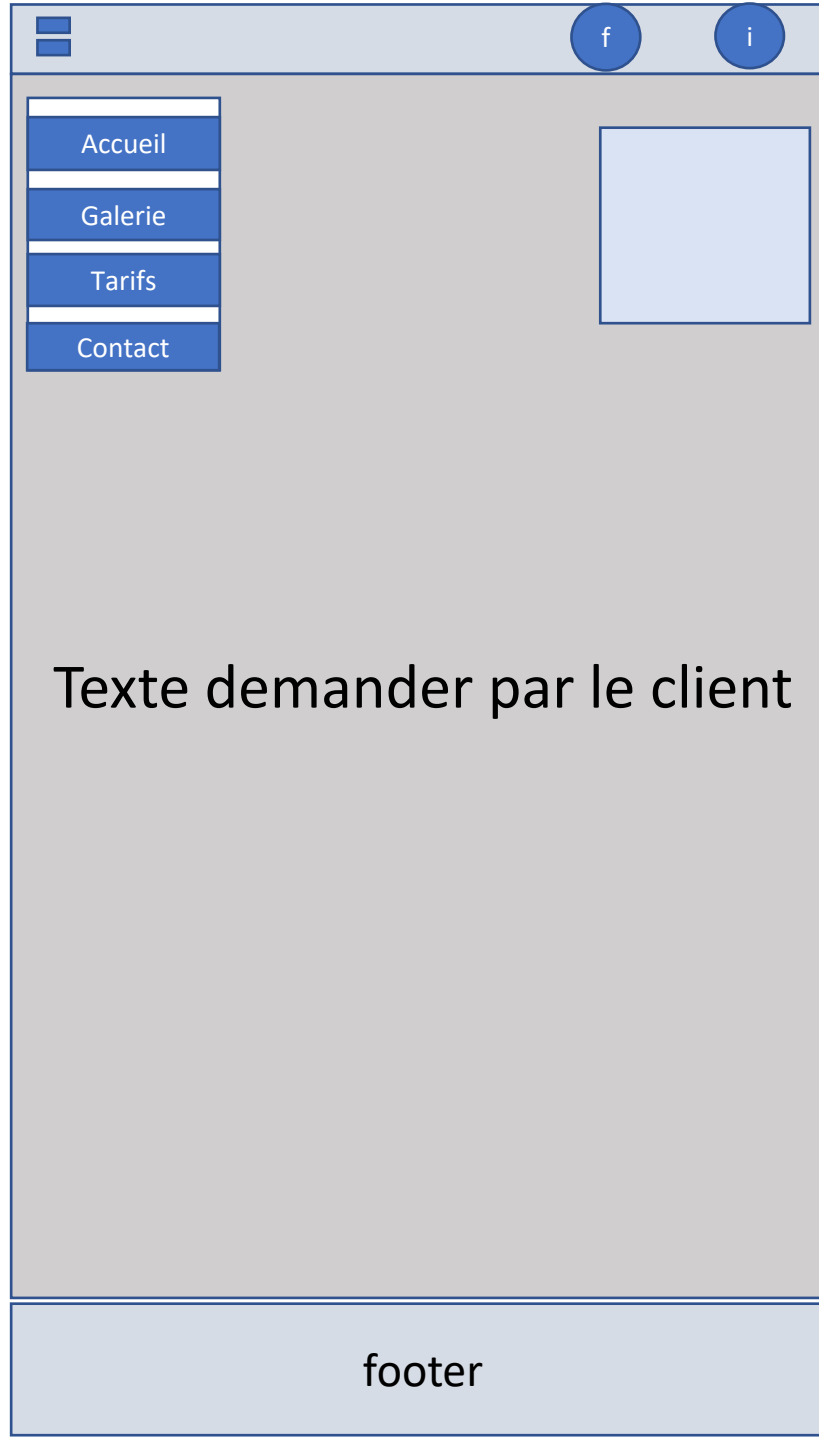 f
i
Accueil
Galerie
Tarifs
Contact
Texte demander par le client
footer